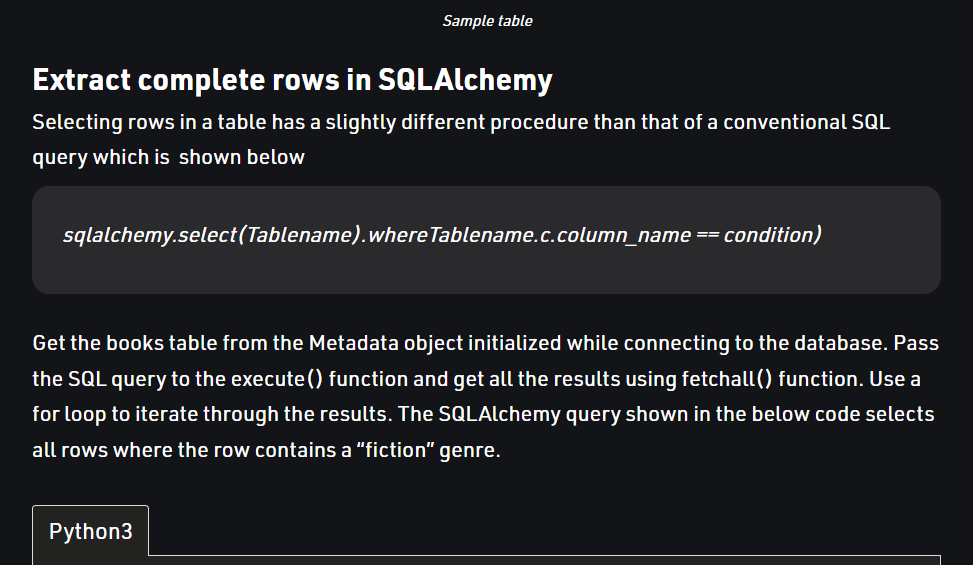 Sample table
Extract complete rows in SQLAlchemy
Selecting rows in a table has a slightly different procedure than that of a conventional SQL
query which is  shown below
sqlalchemy.select(Tablename).whereTablename.c.column_name == condition)
Get the books table from the Metadata object initialized while connecting to the database. Pass
the SQL query to the execute() function and get all the results using fetchall() function. Use a
for loop to iterate through the results. The SQLAlchemy query shown in the below code selects
all rows where the row contains a “fiction” genre.
Python3